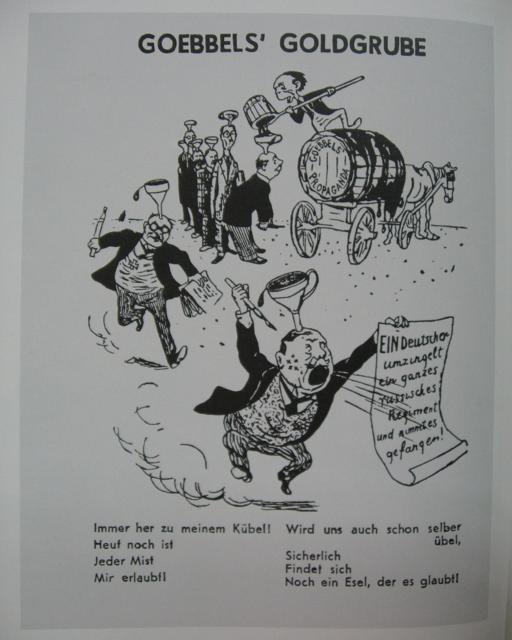 GOEBBELS' GOLDGRUBE
GOEBBELS'
PROPAGANDA
EIN Deutscher
umzingelt
ein ganzes
russisches
Regiment
und nimmt es
gefangen!
Immer her zu meinem Kübel!
Heut noch ist
Jeder Mist
Mir erlaubt!
Wird uns auch schon selber
übel,
Sicherlich
Findet sich
Noch ein Esel, der es glaubt!